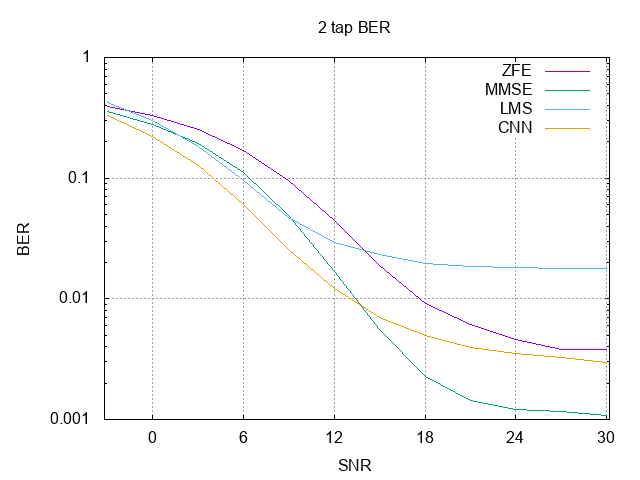 2 tap BER
1
0.1
0.01
0.001
BER
ZFE
MMSE
LMS
CNN
0 6 12 18 24 30
SNR